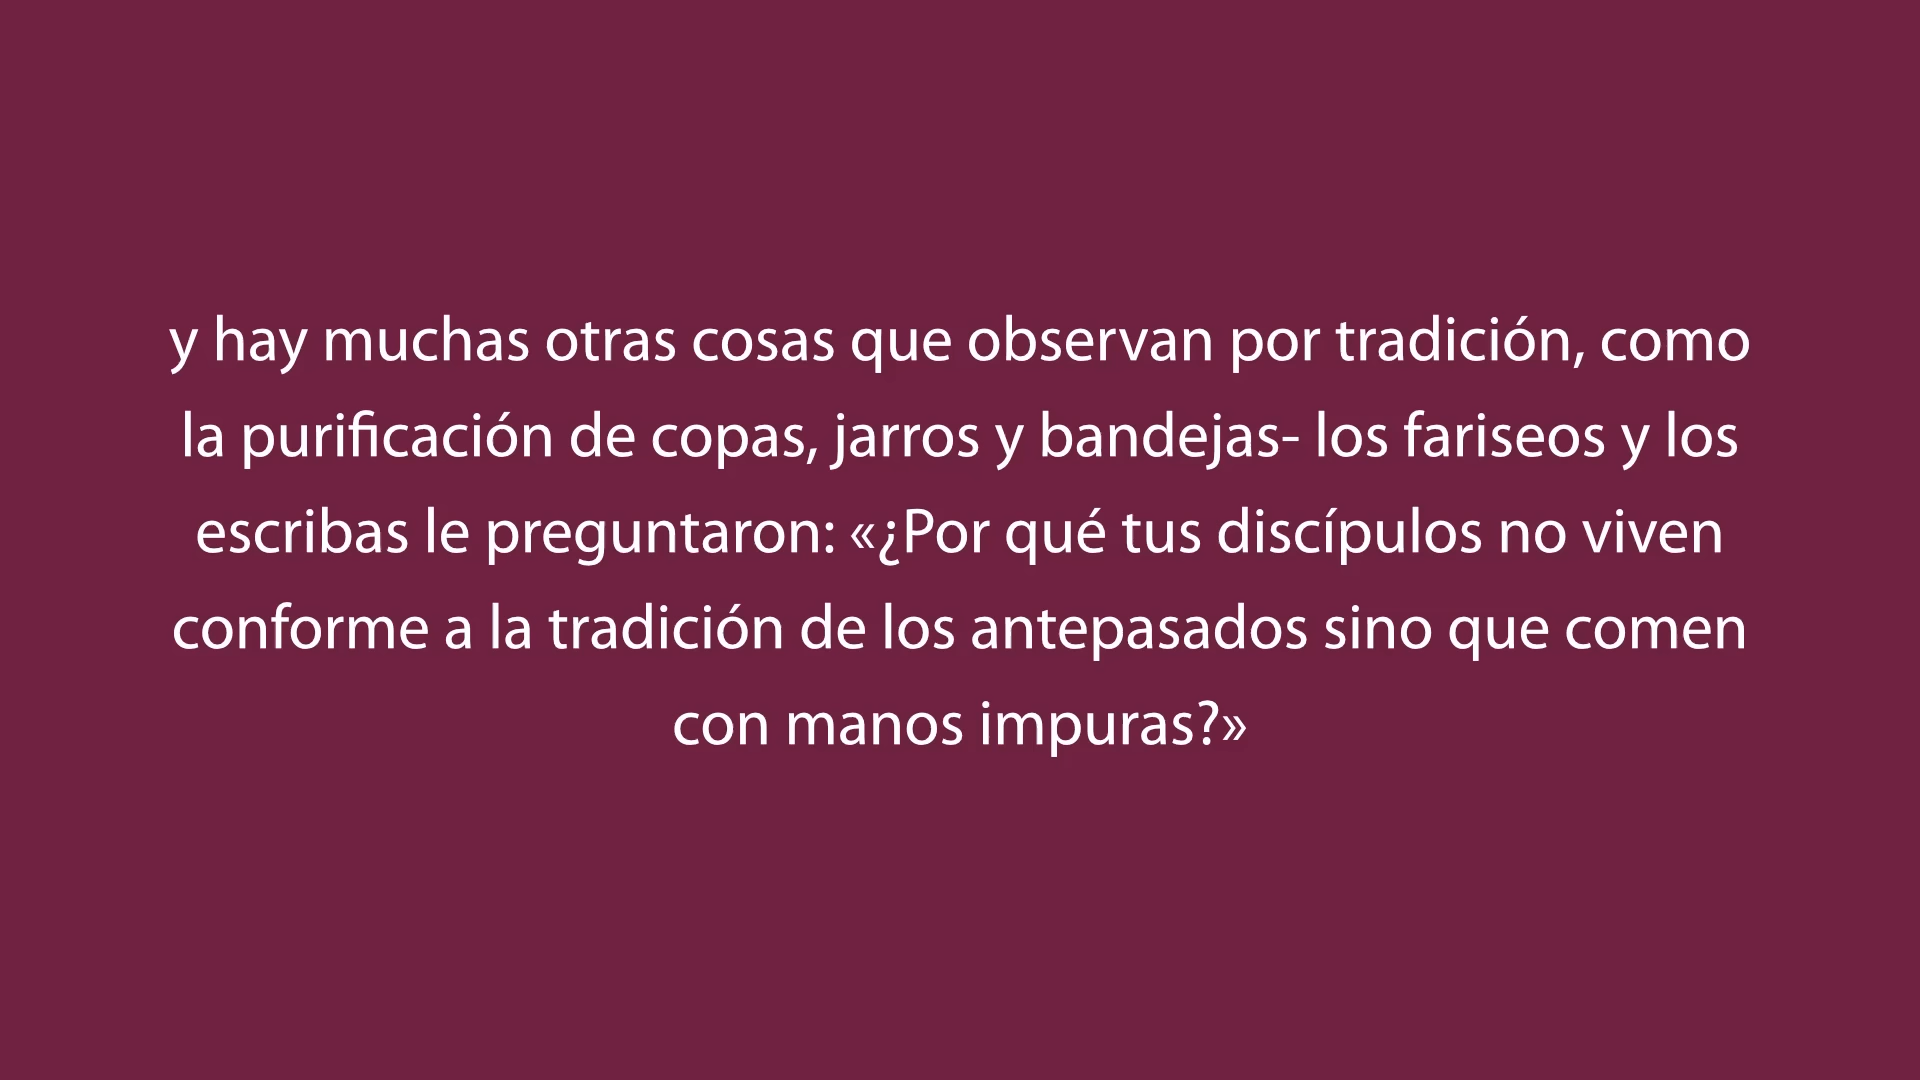 y hay muchas otras cosas que observan por tradición, como
la purificación de copas, jarros y bandejas- los fariseos y los
escribas le preguntaron: «¿Por qué tus discípulos no viven
conforme a la tradición de los antepasados sino que comen
con manos impuras?»